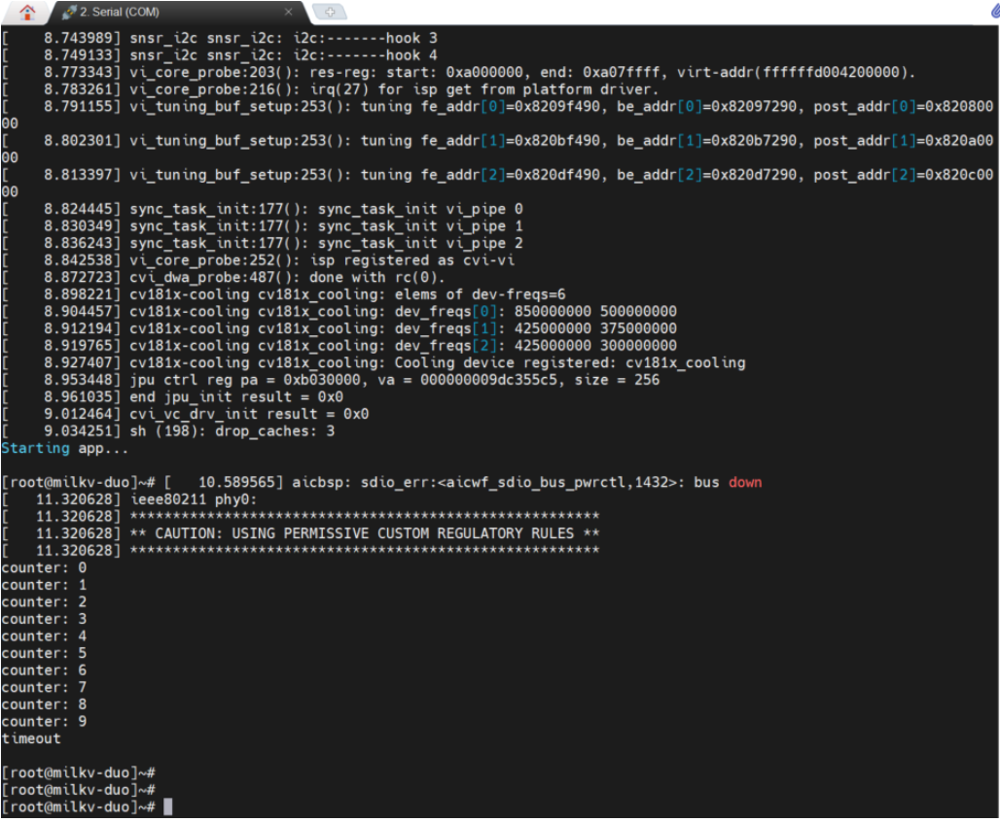 2. Serial (COM)
[    8.743989] snsr_i2c snsr_i2c: i2c:-------hook 3
[    8.749133] snsr_i2c snsr_i2c: i2c:-------hook 4
[    8.773343] vi_core_probe:203(): res-reg: start: 0xa000000, end: 0xa07ffff, virt-addr(ffffffd004200000).
[    8.783261] vi_core_probe:216(): irq(27) for isp get from platform driver.
[    8.791155] vi_tuning_buf_setup:253(): tuning fe_addr[0]=0x8209f490, be_addr[0]=0x82097290, post_addr[0]=0x820800
00
[    8.802301] vi_tuning_buf_setup:253(): tuning fe_addr[1]=0x820bf490, be_addr[1]=0x820b7290, post_addr[1]=0x820a00
00
[    8.813397] vi_tuning_buf_setup:253(): tuning fe_addr[2]=0x820df490, be_addr[2]=0x820d7290, post_addr[2]=0x820c00
00
[    8.824445] sync_task_init:177(): sync_task_init vi_pipe 0
[    8.830349] sync_task_init:177(): sync_task_init vi_pipe 1
[    8.836243] sync_task_init:177(): sync_task_init vi_pipe 2
[    8.842538] vi_core_probe:252(): isp registered as cvi-vi
[    8.872723] cvi_dwa_probe:487(): done with rc(0).
[    8.898221] cv181x-cooling cv181x_cooling: elems of dev-freqs=6
[    8.904457] cv181x-cooling cv181x_cooling: dev_freqs[0]: 850000000 500000000
[    8.912194] cv181x-cooling cv181x_cooling: dev_freqs[1]: 425000000 375000000
[    8.919765] cv181x-cooling cv181x_cooling: dev_freqs[2]: 425000000 300000000
[    8.927407] cv181x-cooling cv181x_cooling: Cooling device registered: cv181x_cooling
[    8.953448] jpu ctrl reg pa = 0xb030000, va = 000000009dc355c5, size = 256
[    8.961035] end jpu_init result = 0x0
[    9.012464] cvi_vc_drv_init result = 0x0
[    9.034251] sh (198): drop_caches: 3
Starting app...
[root@milkv-duo]~# [   10.589565] aicbsp: sdio_err:<aicwf_sdio_bus_pwrctl,1432>: bus down
[   11.320628] ieee80211 phy0:
[   11.320628] *******************************************************
[   11.320628] ** CAUTION: USING PERMISSIVE CUSTOM REGULATORY RULES **
[   11.320628] *******************************************************
counter: 0
counter: 1
counter: 2
counter: 3
counter: 4
counter: 5
counter: 6
counter: 7
counter: 8
counter: 9
timeout
[root@milkv-duo]~#
[root@milkv-duo]~#
[root@milkv-duo]~#